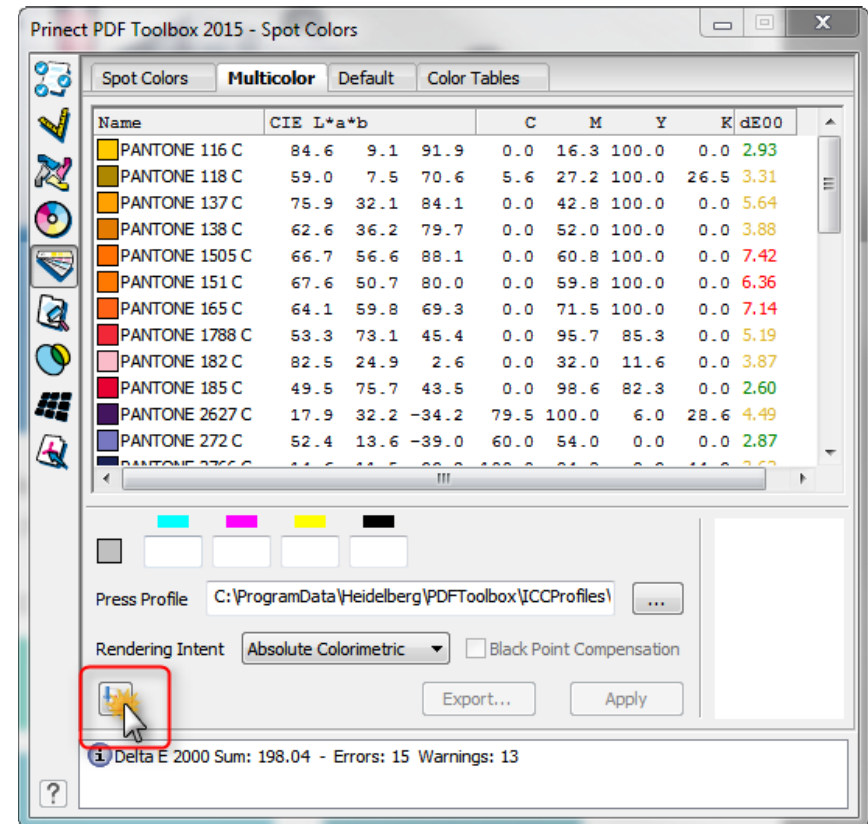 Prinect PDF Toolbox 2015 - Spot Colors
Spot Colors Multicolor Default Color Tables
Name CIE L*a*b C M Y K dE00
PANTONE 116 C 84.6 9.1 91.9 0.0 16.3 100.0 0.0 2.93
PANTONE 118 C 59.0 7.5 70.6 5.6 27.2 100.0 26.5 3.31
PANTONE 137 C 75.9 32.1 84.1 0.0 42.8 100.0 0.0 5.64
PANTONE 138 C 62.6 36.2 79.7 0.0 52.0 100.0 0.0 3.88
PANTONE 1505 C 66.7 56.6 88.1 0.0 60.8 100.0 0.0 7.42
PANTONE 151 C 67.6 50.7 80.0 0.0 59.8 100.0 0.0 6.36
PANTONE 165 C 64.1 59.8 69.3 0.0 71.5 100.0 0.0 7.14
PANTONE 1788 C 53.3 73.1 45.4 0.0 95.7 85.3 0.0 5.19
PANTONE 182 C 82.5 24.9 2.6 0.0 32.0 11.6 0.0 3.87
PANTONE 185 C 49.5 75.7 43.5 0.0 98.6 82.3 0.0 2.60
PANTONE 2627 C 17.9 32.2 -34.2 79.5 100.0 6.0 28.6 4.49
PANTONE 272 C 52.4 13.6 -39.0 60.0 54.0 0.0 0.0 2.87
Press Profile C:\ProgramData\Heidelberg\PDFToolbox\ICCProfiles\ ...
Rendering Intent Absolute Colorimetric Black Point Compensation
Export... Apply
Delta E 2000 Sum: 198.04 - Errors: 15 Warnings: 13
?